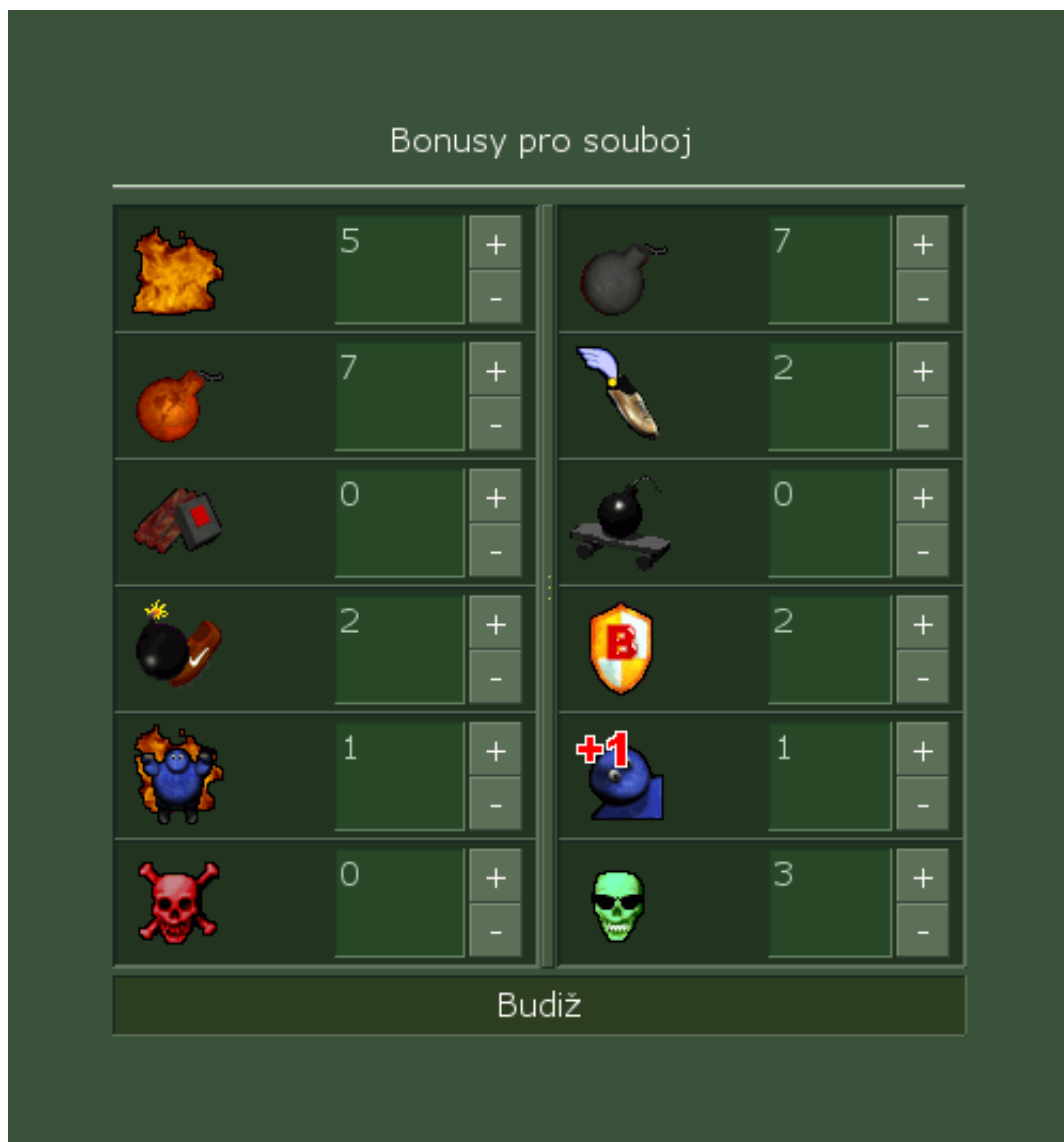 Bonusy pro souboj
5 + 7 +
- -
7 + 2 +
- -
0 + 0 +
- -
2 + B 2 +
- -
1 + +1 1 +
- -
0 + 3 +
- -
Budiž